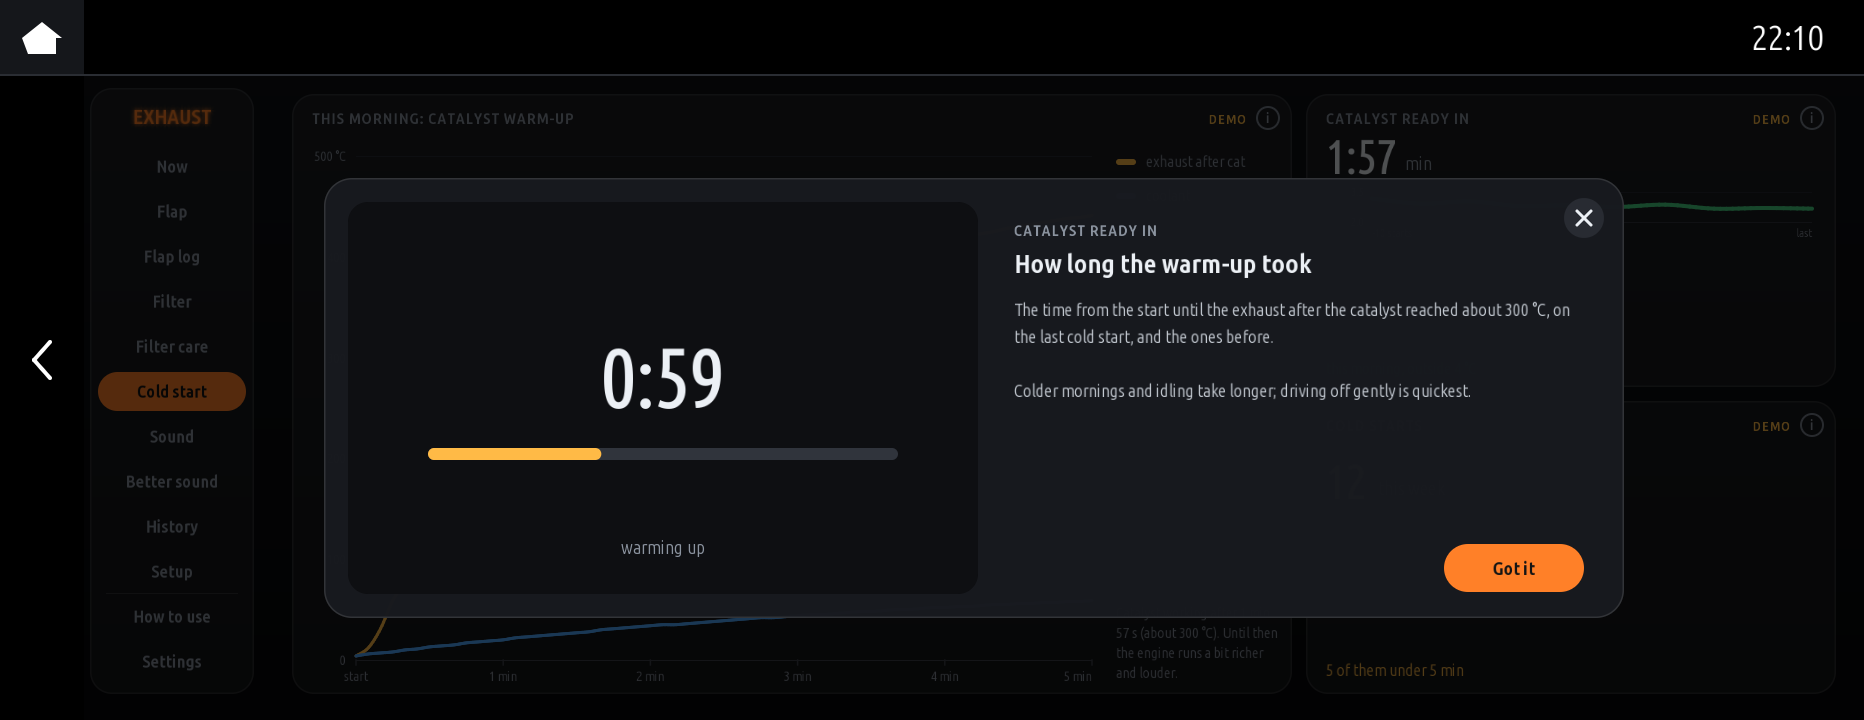 22:10
EXHAUST
Now
Flap
Flap log
Filter
Filter care
Cold start
Sound
Better sound
History
Setup
How to use
Settings
THIS MORNING: CATALYST WARM-UP
DEMO
i
500 °C
exhaust after cat
0
start
1 min
2 min
3 min
4 min
5 min
57 s (about 300 °C). Until then
the engine runs a bit richer
and louder.
CATALYST READY IN
DEMO
i
1:57 min
last
DEMO
i
12
5 of them under 5 min
0:59
warming up
CATALYST READY IN
How long the warm-up took
The time from the start until the exhaust after the catalyst reached about 300 °C, on
the last cold start, and the ones before.
Colder mornings and idling take longer; driving off gently is quickest.
Got it